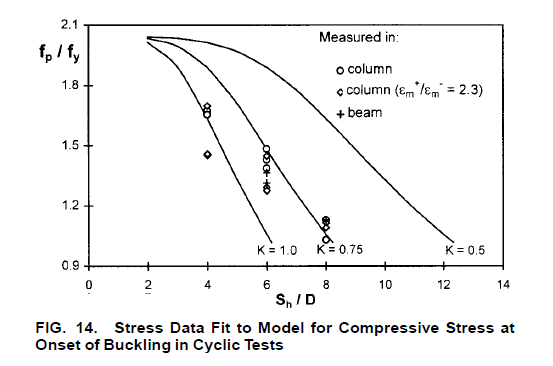 2.1
f_p / f_y
Measured in:
o column
◇ column (ε_m^+/ε_m^- = 2.3)
+ beam
1.8
1.5
1.2
K = 1.0
K = 0.75
K = 0.5
0.9
0 2 4 6 8 10 12 14
S_h / D
FIG. 14. Stress Data Fit to Model for Compressive Stress at
Onset of Buckling in Cyclic Tests